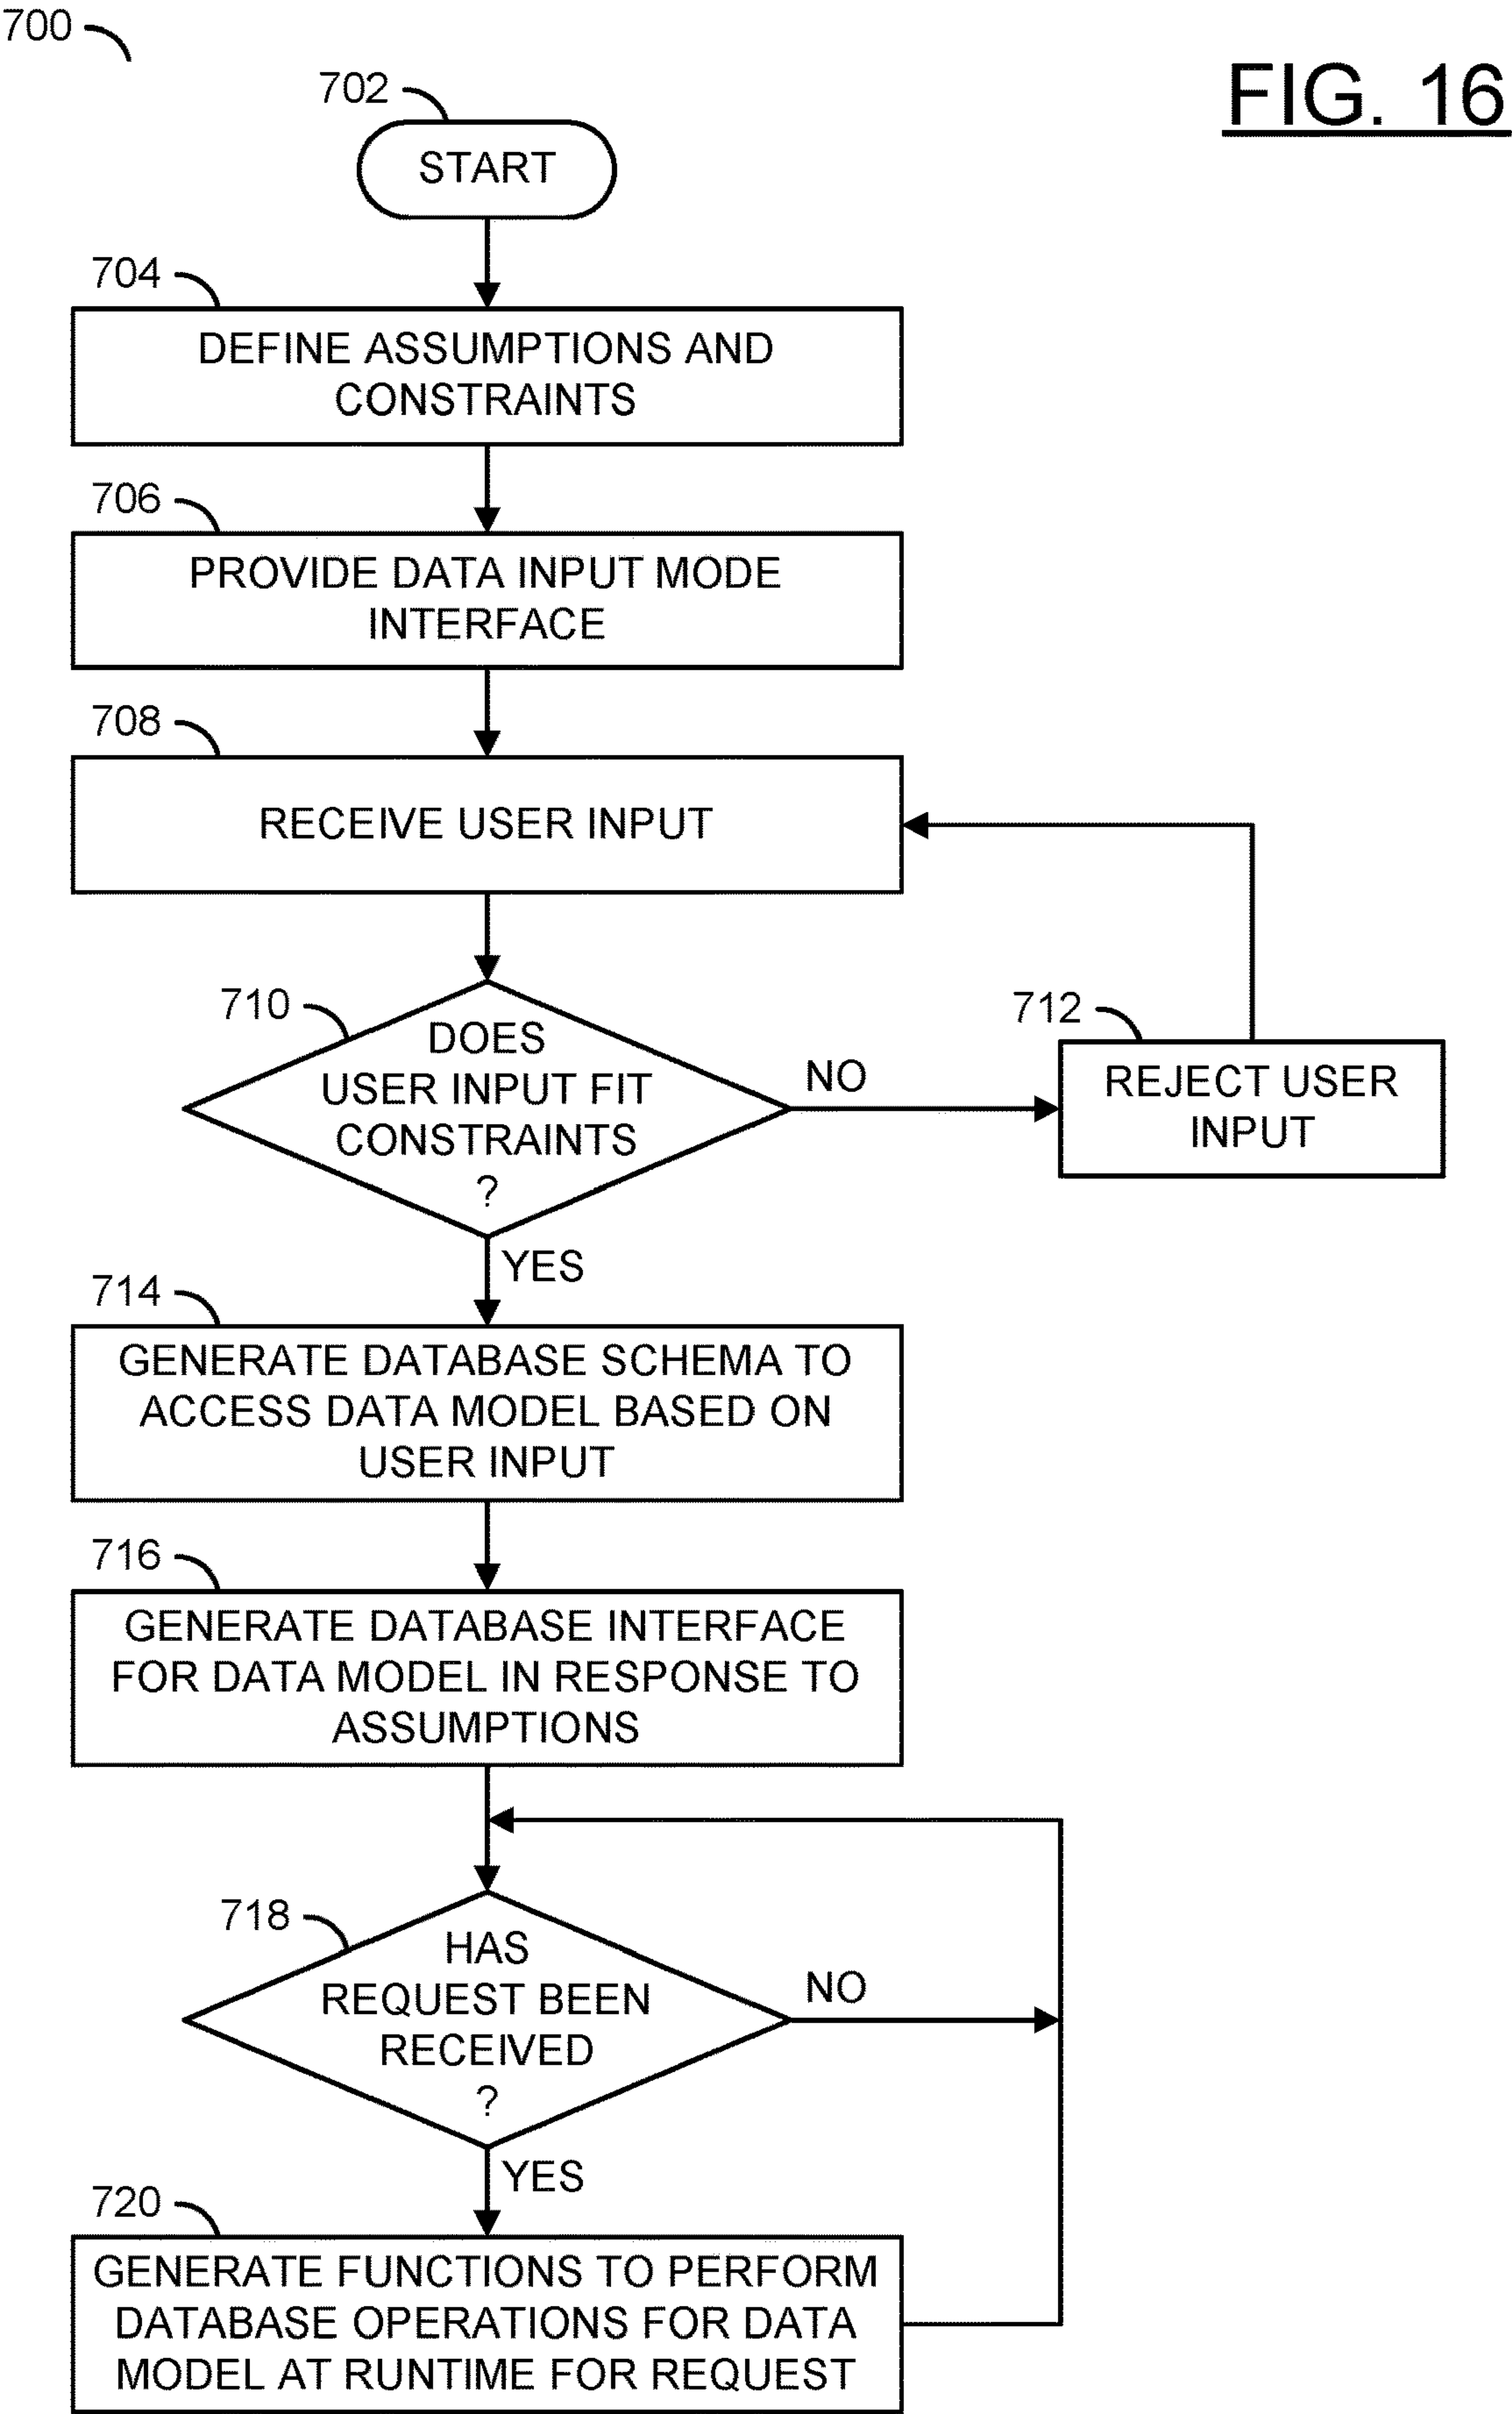 700
FIG. 16
702
START
704
DEFINE ASSUMPTIONS AND
CONSTRAINTS
706
PROVIDE DATA INPUT MODE
INTERFACE
708
RECEIVE USER INPUT
710
DOES
USER INPUT FIT
CONSTRAINTS
?
NO
712
REJECT USER
INPUT
YES
714
GENERATE DATABASE SCHEMA TO
ACCESS DATA MODEL BASED ON
USER INPUT
716
GENERATE DATABASE INTERFACE
FOR DATA MODEL IN RESPONSE TO
ASSUMPTIONS
718
HAS
REQUEST BEEN
RECEIVED
?
NO
YES
720
GENERATE FUNCTIONS TO PERFORM
DATABASE OPERATIONS FOR DATA
MODEL AT RUNTIME FOR REQUEST